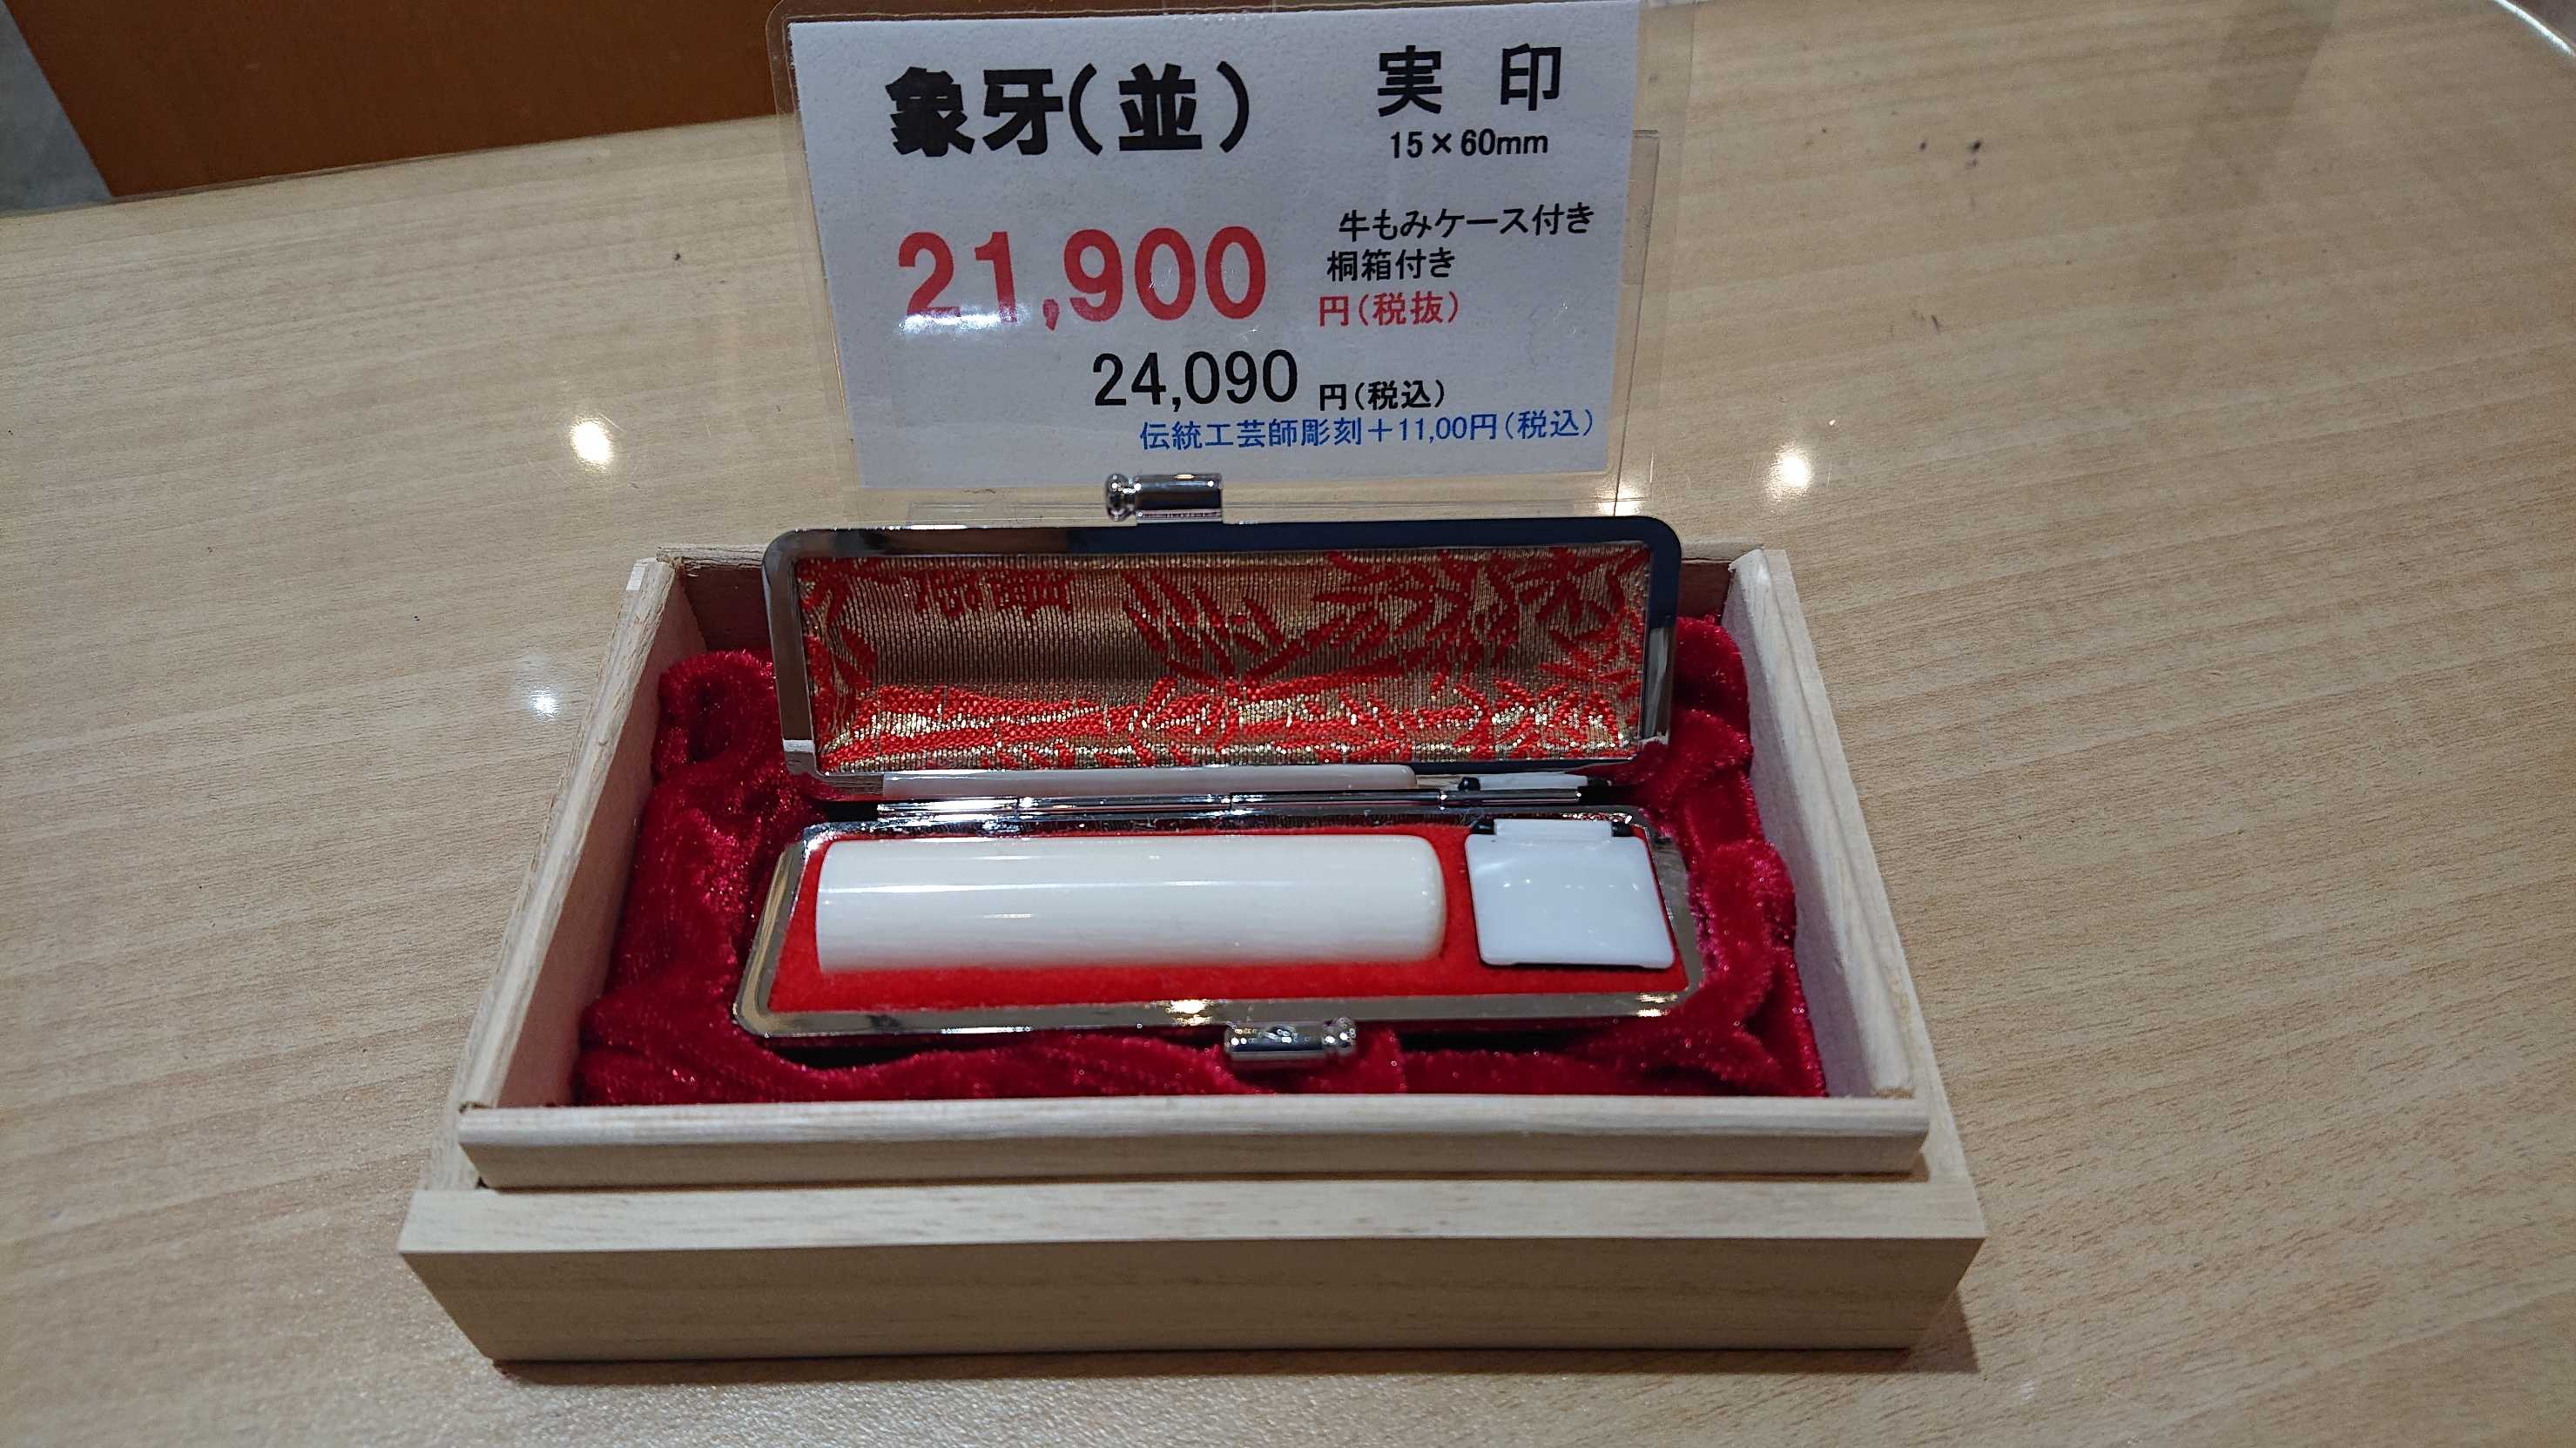 象牙(並) 実 印
15×60mm
牛もみケース付き
桐箱付き
21,900 円(税抜)
24,090 円(税込)
伝統工芸師彫刻+11,00円(税込)